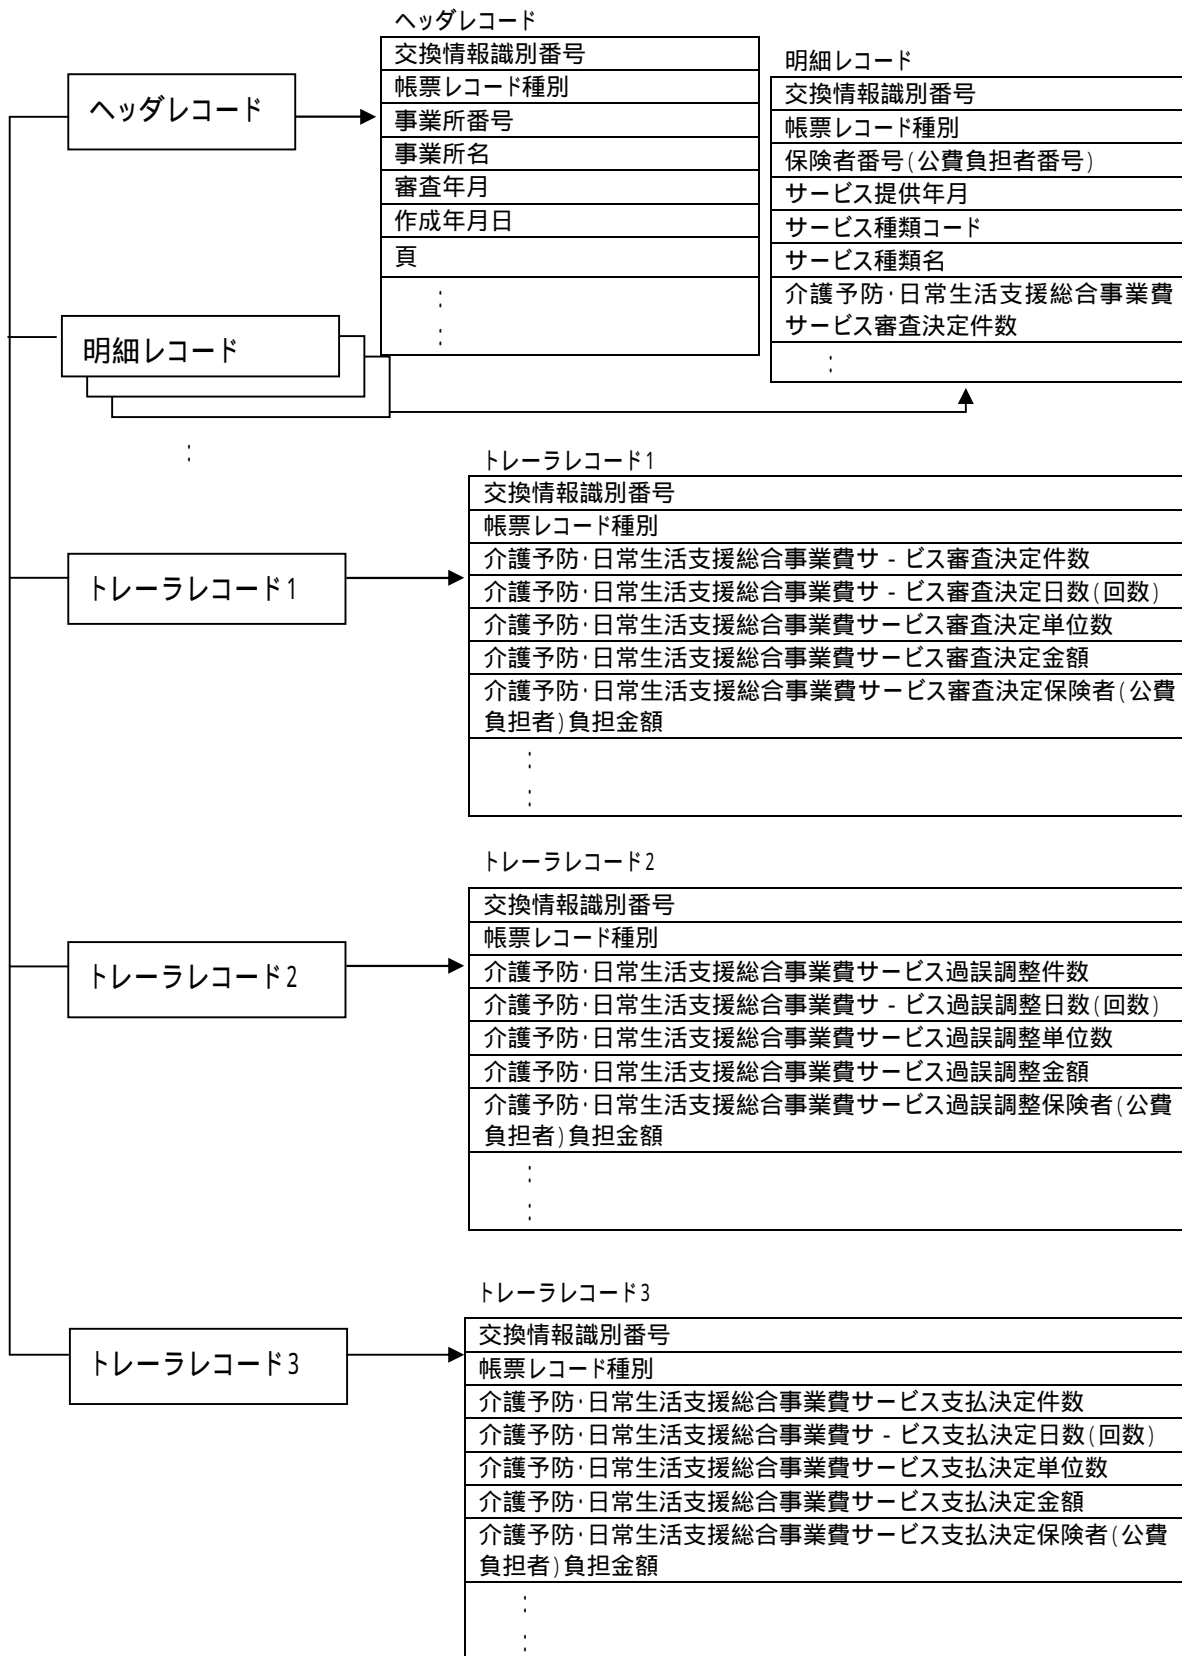 ヘッダレコード
ヘッダレコード
交換情報識別番号
帳票レコード種別
事業所番号
事業所名
審査年月
作成年月日
頁
:
:
明細レコード
明細レコード
交換情報識別番号
帳票レコード種別
保険者番号(公費負担者番号)
サービス提供年月
サービス種類コード
サービス種類名
介護予防・日常生活支援総合事業費
サービス審査決定件数
:
:
トレーラレコード1
トレーラレコード1
交換情報識別番号
帳票レコード種別
介護予防・日常生活支援総合事業費サ-ビス審査決定件数
介護予防・日常生活支援総合事業費サ-ビス審査決定日数(回数)
介護予防・日常生活支援総合事業費サービス審査決定単位数
介護予防・日常生活支援総合事業費サービス審査決定金額
介護予防・日常生活支援総合事業費サービス審査決定保険者(公費
負担者)負担金額
:
:
トレーラレコード2
トレーラレコード2
交換情報識別番号
帳票レコード種別
介護予防・日常生活支援総合事業費サービス過誤調整件数
介護予防・日常生活支援総合事業費サ-ビス過誤調整日数(回数)
介護予防・日常生活支援総合事業費サービス過誤調整単位数
介護予防・日常生活支援総合事業費サービス過誤調整金額
介護予防・日常生活支援総合事業費サービス過誤調整保険者(公費
負担者)負担金額
:
:
トレーラレコード3
トレーラレコード3
交換情報識別番号
帳票レコード種別
介護予防・日常生活支援総合事業費サービス支払決定件数
介護予防・日常生活支援総合事業費サ-ビス支払決定日数(回数)
介護予防・日常生活支援総合事業費サービス支払決定単位数
介護予防・日常生活支援総合事業費サービス支払決定金額
介護予防・日常生活支援総合事業費サービス支払決定保険者(公費
負担者)負担金額
:
: